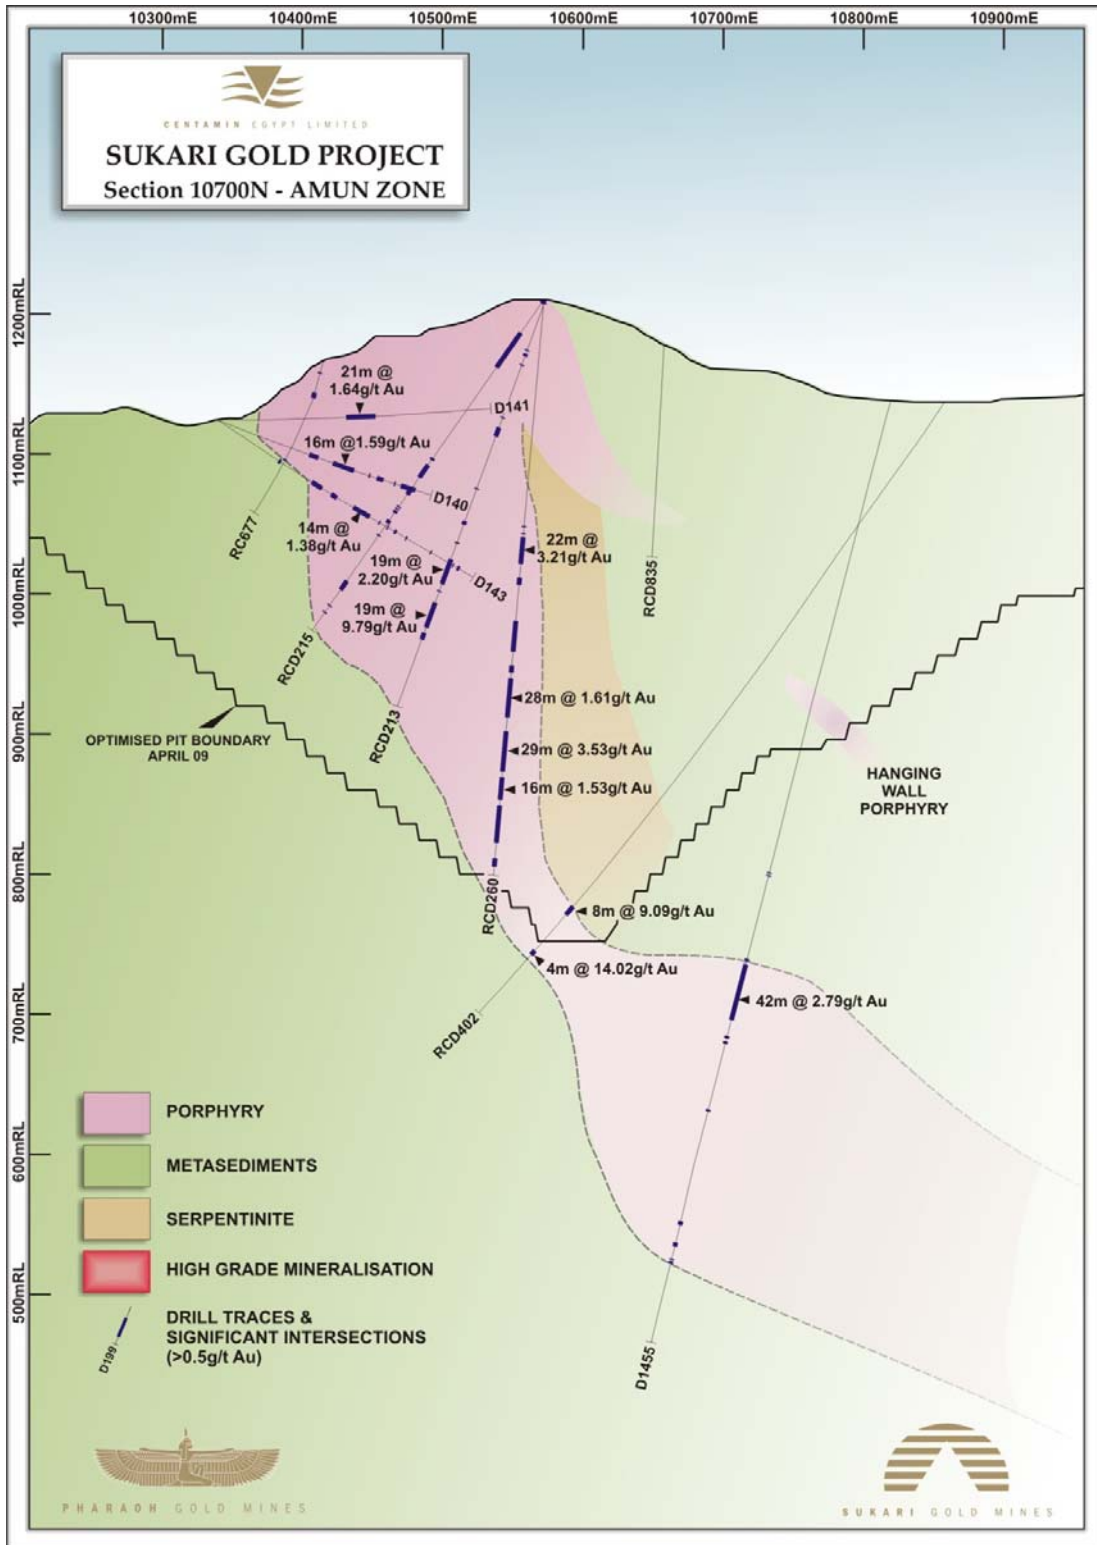 10300mE 10400mE 10500mE 10600mE 10700mE 10800mE 10900mE
CENTAMIN EGYPT LIMITED
SUKARI GOLD PROJECT
Section 10700N - AMUN ZONE
1200mRL
1100mRL
1000mRL
900mRL
800mRL
700mRL
600mRL
500mRL
21m @
1.64g/t Au
D141
16m @1.59g/t Au
D140
RC677
14m @
1.38g/t Au
19m @
2.20g/t Au
D143
19m @
9.79g/t Au
22m @
3.21g/t Au
RCD835
RCD215
RCD213
28m @ 1.61g/t Au
OPTIMISED PIT BOUNDARY
APRIL 09
29m @ 3.53g/t Au
16m @ 1.53g/t Au
HANGING
WALL
PORPHYRY
RCD260
8m @ 9.09g/t Au
4m @ 14.02g/t Au
42m @ 2.79g/t Au
RCD402
D1455
PORPHYRY
METASEDIMENTS
SERPENTINITE
HIGH GRADE MINERALISATION
DRILL TRACES &
SIGNIFICANT INTERSECTIONS
(>0.5g/t Au)
D199
PHARAOH GOLD MINES
SUKARI GOLD MINES